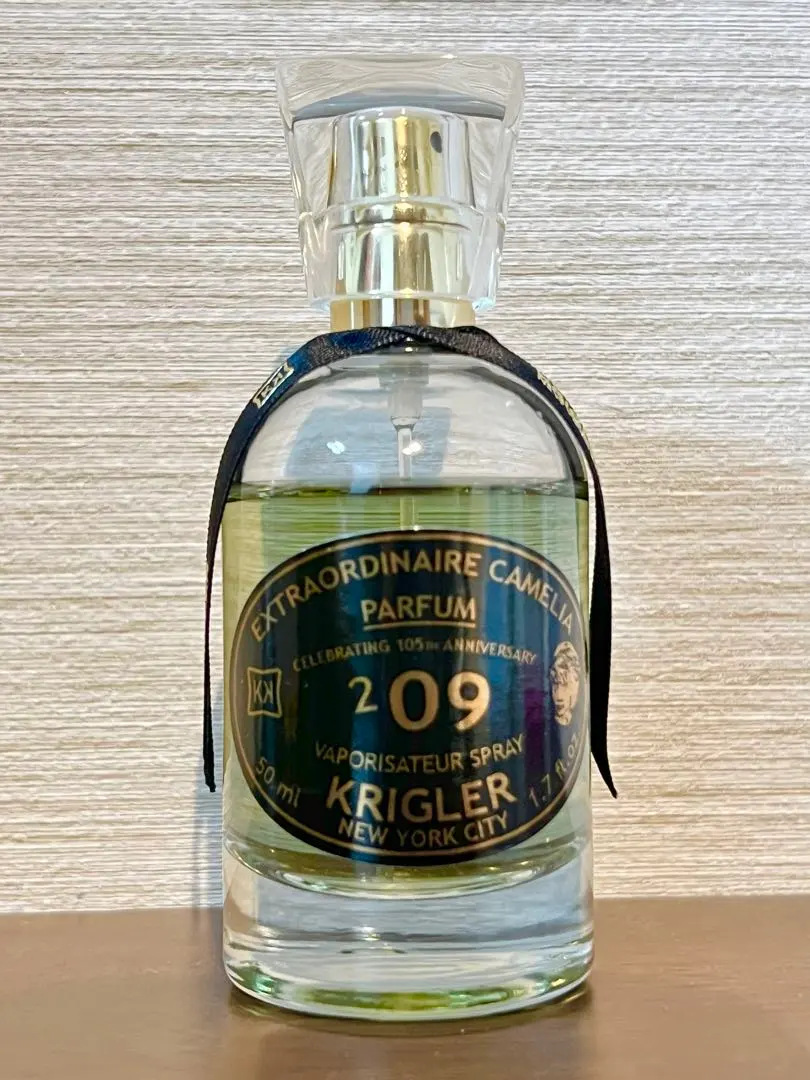 EXTRAORDINAIRE CAMELIA
PARFUM
CELEBRATING 105TH ANNIVERSARY
KK
209
VAPORISATEUR SPRAY
50 ml
1.7 fl.oz
KRIGLER
NEW YORK CITY